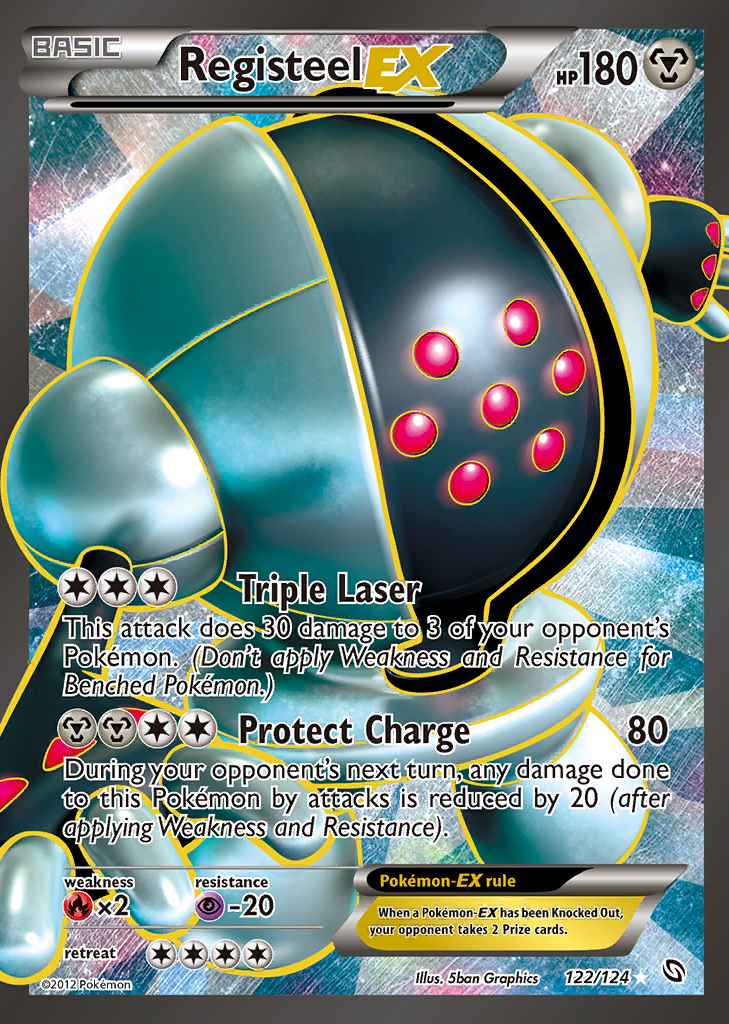 BASIC
Registeel EX
HP180
Triple Laser
This attack does 30 damage to 3 of your opponent's
Pokémon. (Don't apply Weakness and Resistance for
Benched Pokémon.)
Protect Charge 80
During your opponent's next turn, any damage done
to this Pokémon by attacks is reduced by 20 (after
applying Weakness and Resistance).
weakness resistance
×2 -20
retreat
Pokémon-EX rule
When a Pokémon-EX has been Knocked Out,
your opponent takes 2 Prize cards.
©2012 Pokémon
Illus. 5ban Graphics 122/124 ★